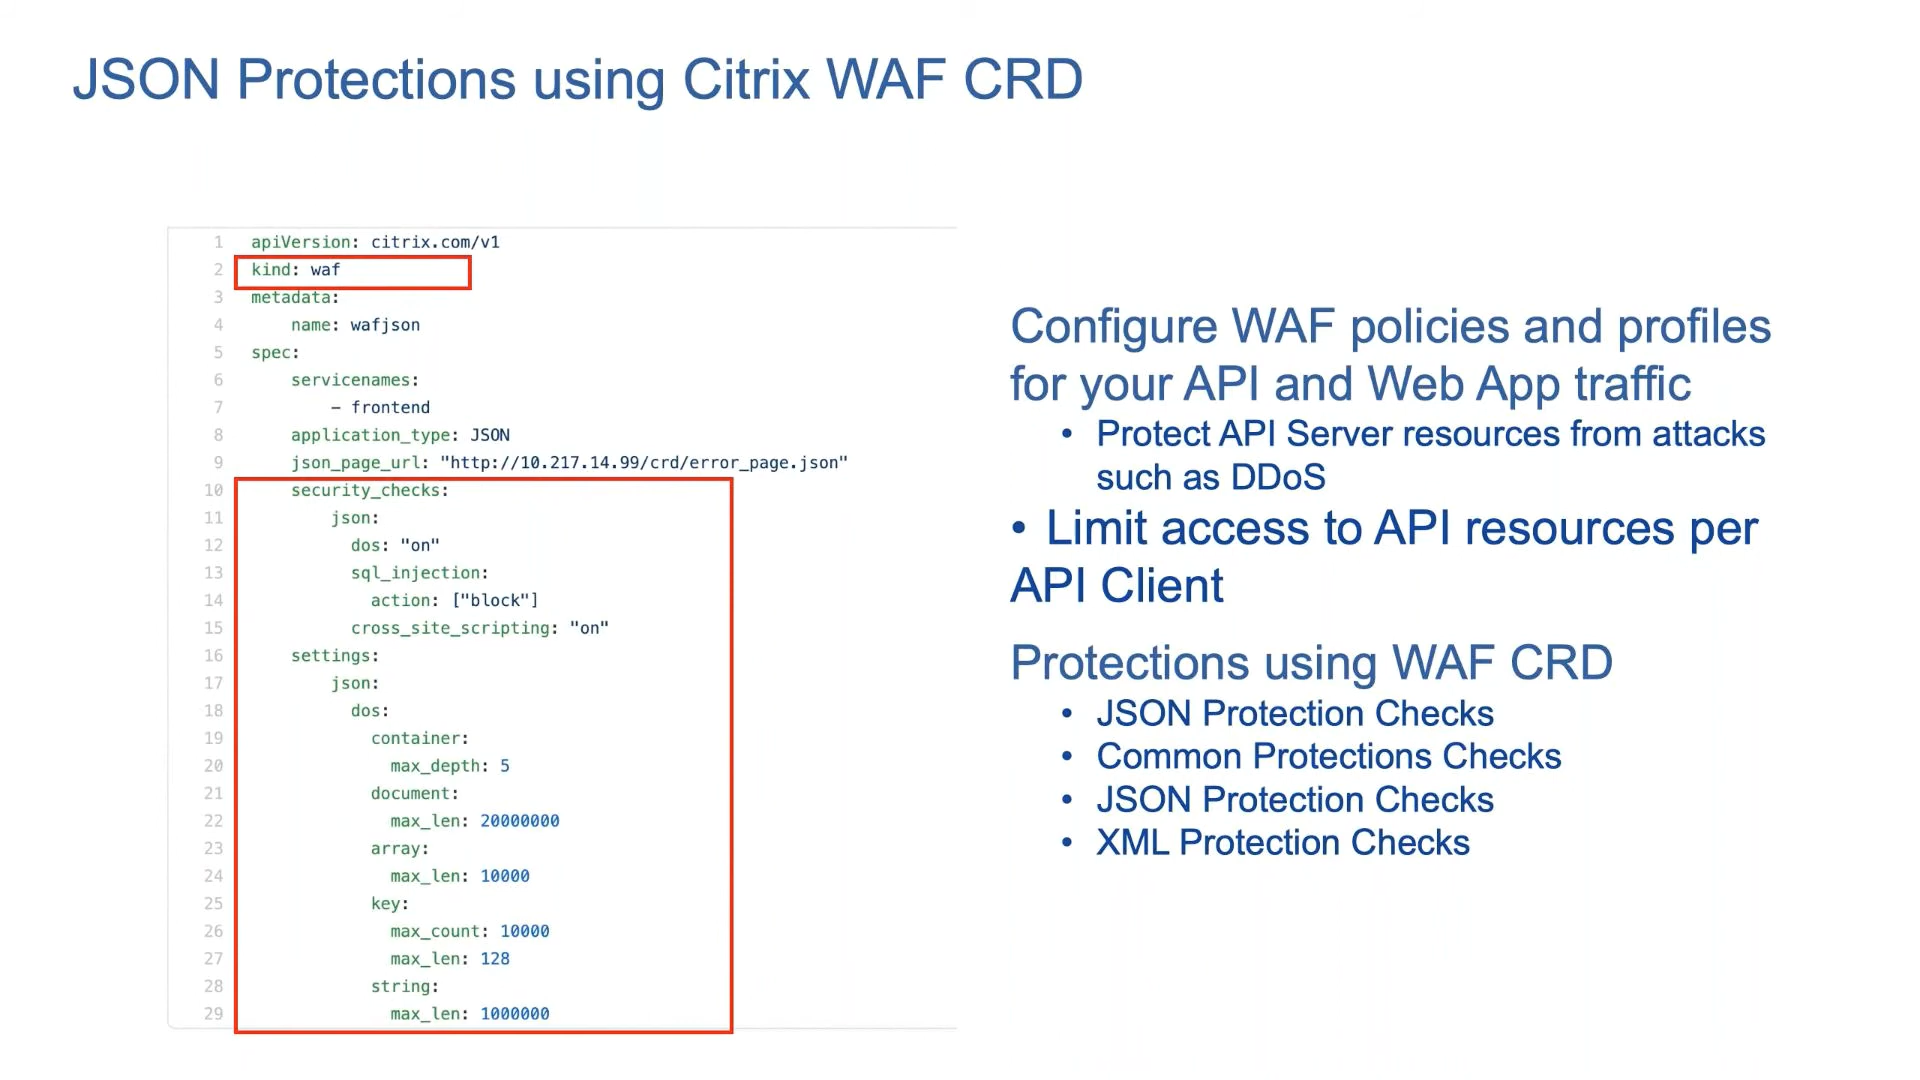 JSON Protections using Citrix WAF CRD
1 apiVersion: citrix.com/v1
2 kind: waf
3 metadata:
4     name: wafjson
5 spec:
6     servicenames:
7         – frontend
8     application_type: JSON
9     json_page_url: "http://10.217.14.99/crd/error_page.json"
10     security_checks:
11         json:
12           dos: "on"
13           sql_injection:
14             action: ["block"]
15           cross_site_scripting: "on"
16     settings:
17         json:
18           dos:
19             container:
20               max_depth: 5
21             document:
22               max_len: 20000000
23             array:
24               max_len: 10000
25             key:
26               max_count: 10000
27               max_len: 128
28             string:
29               max_len: 1000000
Configure WAF policies and profiles
for your API and Web App traffic
• Protect API Server resources from attacks
such as DDoS
• Limit access to API resources per
API Client
Protections using WAF CRD
• JSON Protection Checks
• Common Protections Checks
• JSON Protection Checks
• XML Protection Checks